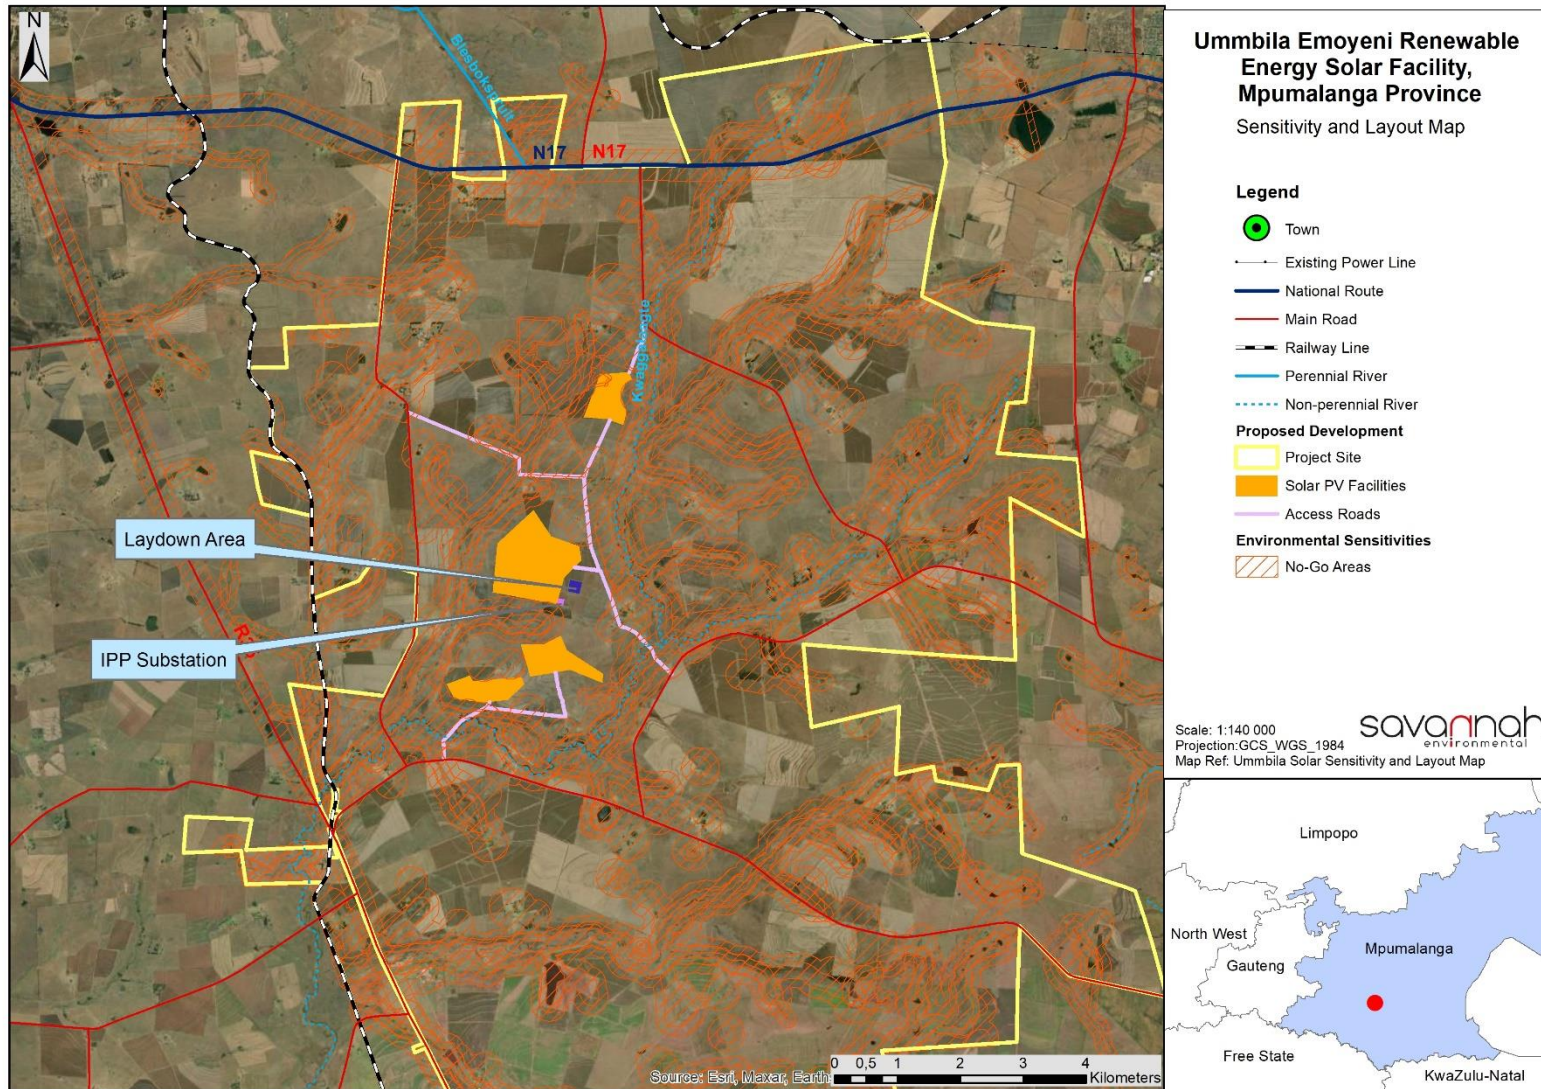 N
Blesbokspruit
N17
N17
Kwaggalaagte
Laydown Area
IPP Substation
0 0,5 1 2 3 4
Kilometers
Source: Esri, Maxar, Earth
Ummbila Emoyeni Renewable
Energy Solar Facility,
Mpumalanga Province
Sensitivity and Layout Map
Legend
Town
Existing Power Line
National Route
Main Road
Railway Line
Perennial River
Non-perennial River
Proposed Development
Project Site
Solar PV Facilities
Access Roads
Environmental Sensitivities
No-Go Areas
Scale: 1:140 000
Projection:GCS_WGS_1984
Map Ref: Ummbila Solar Sensitivity and Layout Map
savannah
environmental
Limpopo
North West
Gauteng
Mpumalanga
Free State
KwaZulu-Natal